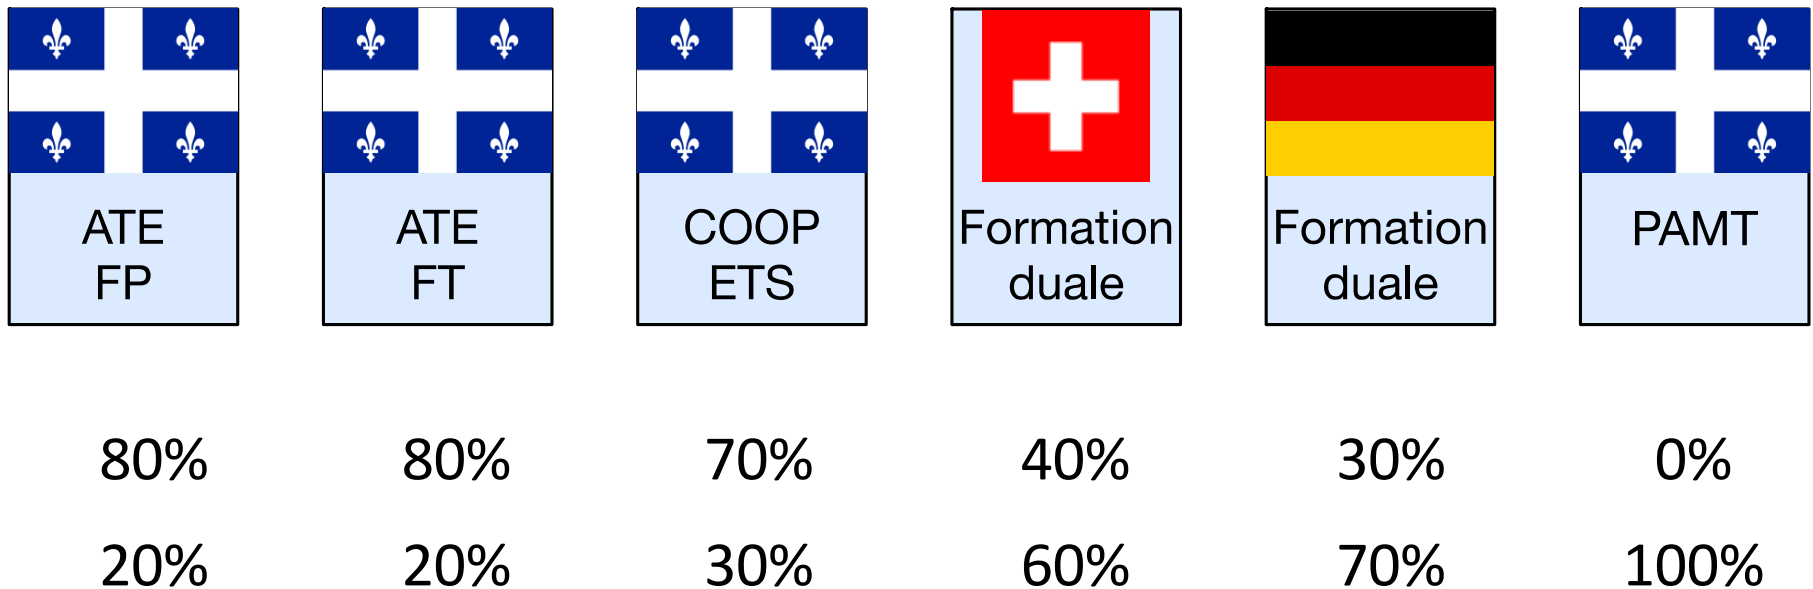 ATE
FP
ATE
FT
COOP
ETS
Formation
duale
Formation
duale
PAMT
80% 80% 70% 40% 30% 0%
20% 20% 30% 60% 70% 100%